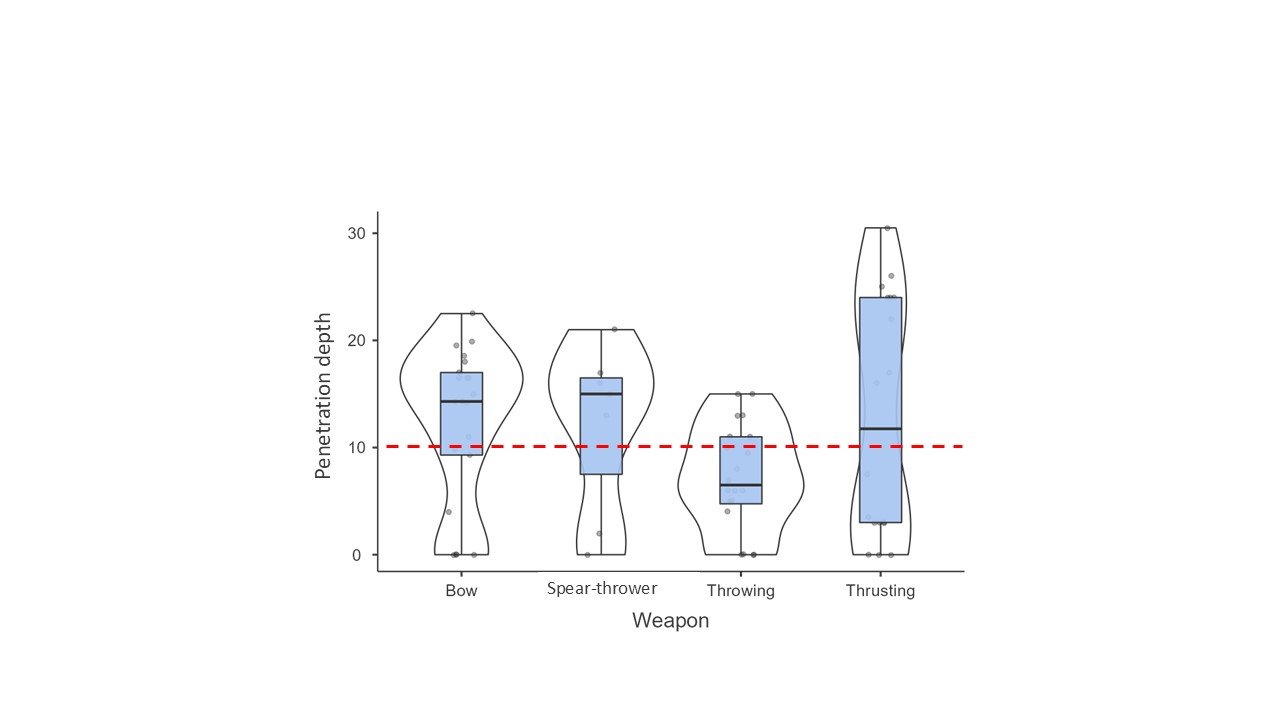 30
20
10
0
Penetration depth
Bow
Spear-thrower
Throwing
Thrusting
Weapon